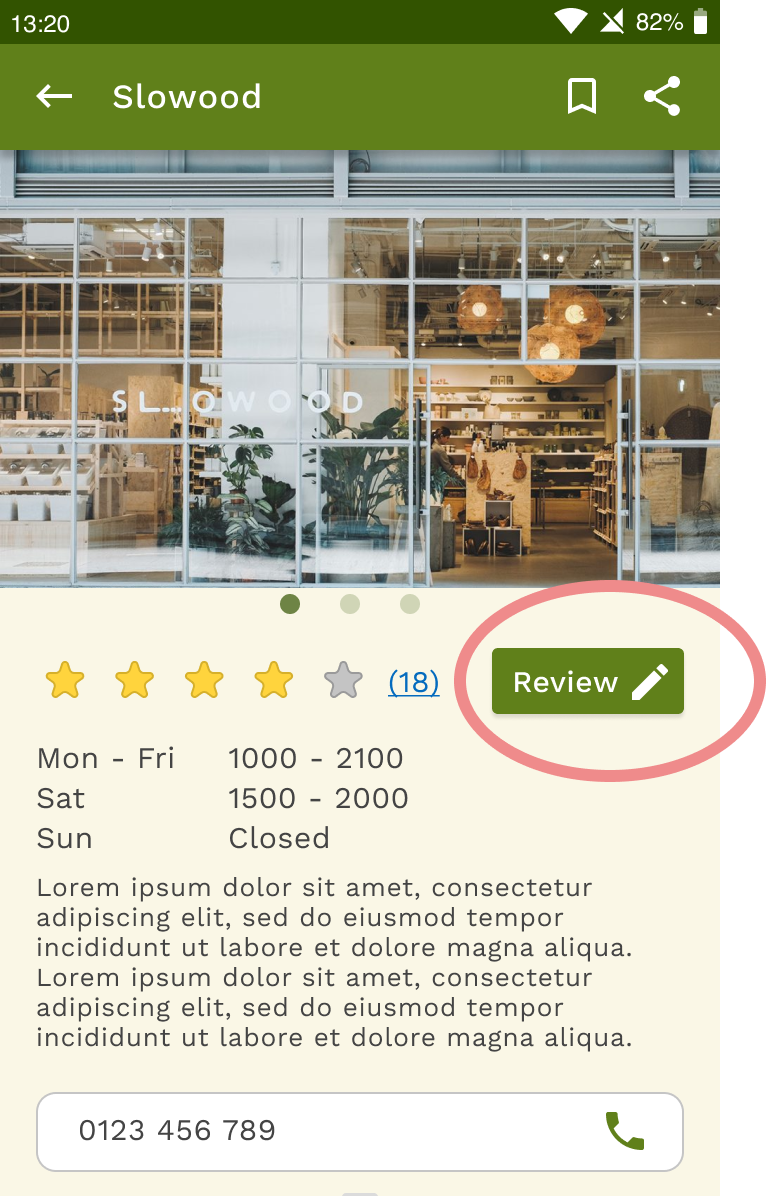 13:20
82%
Slowood
SLOWOOD
(18)
Review
Mon - Fri 1000 - 2100
Sat 1500 - 2000
Sun Closed
Lorem ipsum dolor sit amet, consectetur
adipiscing elit, sed do eiusmod tempor
incididunt ut labore et dolore magna aliqua.
Lorem ipsum dolor sit amet, consectetur
adipiscing elit, sed do eiusmod tempor
incididunt ut labore et dolore magna aliqua.
0123 456 789